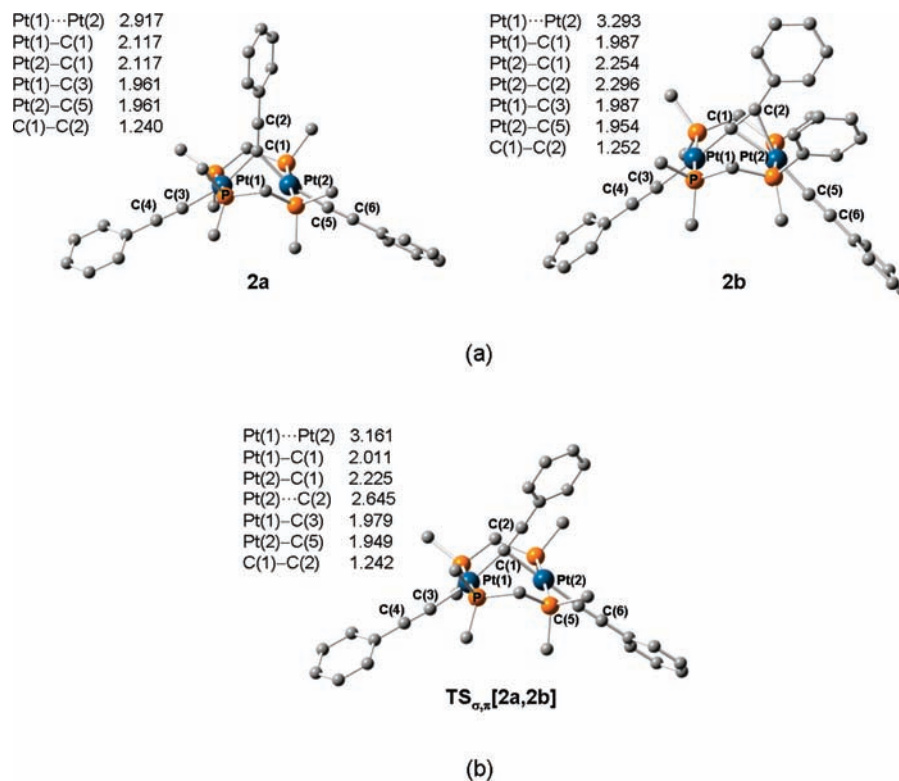 Pt(1)···Pt(2) 2.917
Pt(1)–C(1) 2.117
Pt(2)–C(1) 2.117
Pt(1)–C(3) 1.961
Pt(2)–C(5) 1.961
C(1)–C(2) 1.240
C(2)
C(1)
Pt(1) Pt(2)
C(3)
C(4)
P
C(5)
C(6)
2a
Pt(1)···Pt(2) 3.293
Pt(1)–C(1) 1.987
Pt(2)–C(1) 2.254
Pt(2)–C(2) 2.296
Pt(1)–C(3) 1.987
Pt(2)–C(5) 1.954
C(1)–C(2) 1.252
C(2)
C(1)
Pt(1) Pt(2)
C(3)
C(4)
P
C(5)
C(6)
2b
(a)
Pt(1)···Pt(2) 3.161
Pt(1)–C(1) 2.011
Pt(2)–C(1) 2.225
Pt(2)···C(2) 2.645
Pt(1)–C(3) 1.979
Pt(2)–C(5) 1.949
C(1)–C(2) 1.242
C(2)
C(1)
Pt(1) Pt(2)
C(3)
C(4)
P
C(5)
C(6)
TSσ,π[2a,2b]
(b)